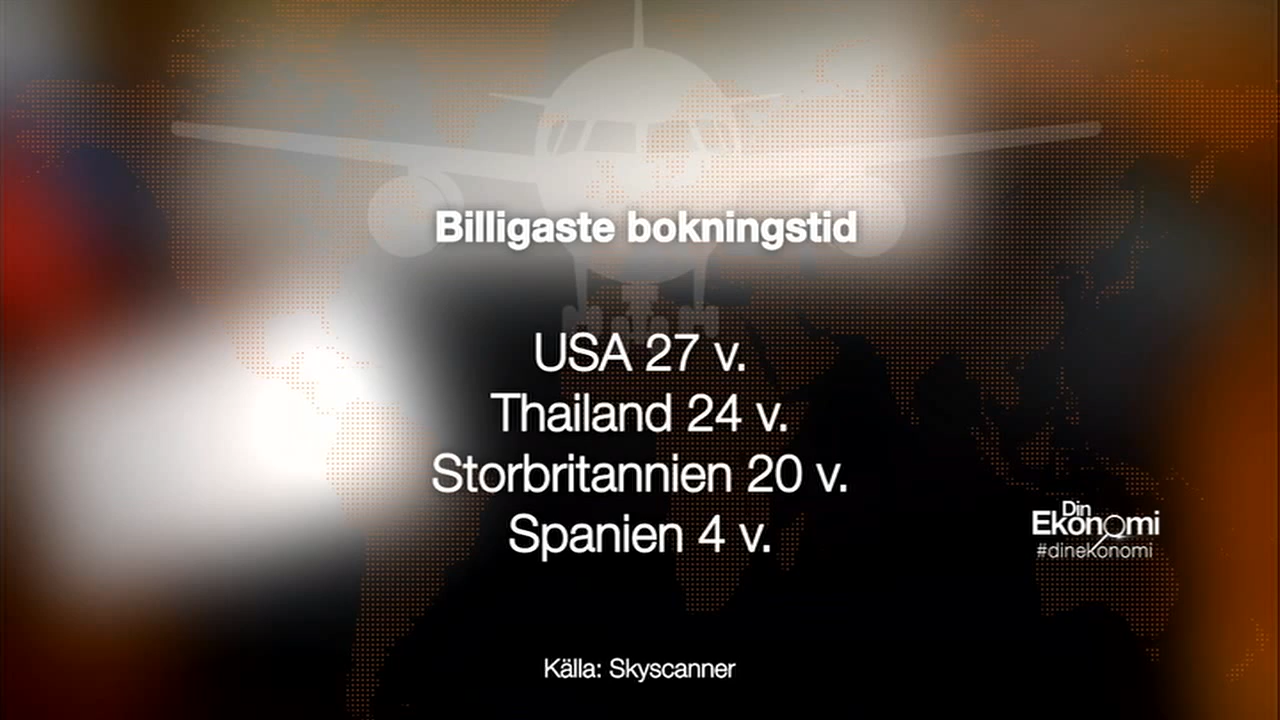 Billigaste bokningstid
USA 27 v.
Thailand 24 v.
Storbritannien 20 v.
Spanien 4 v.
Din
Ekonomi
#dinekonomi
Källa: Skyscanner